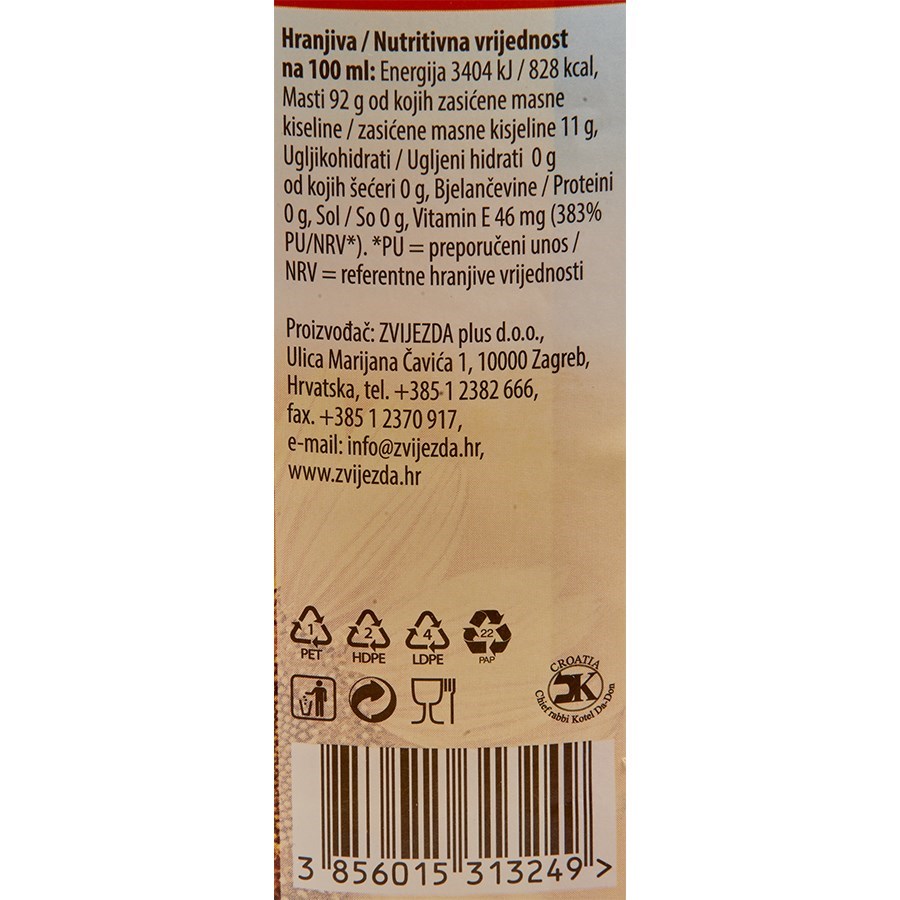 Hranjiva / Nutritivna vrijednost
na 100 ml: Energija 3404 kJ / 828 kcal,
Masti 92 g od kojih zasićene masne
kiseline / zasićene masne kisjeline 11 g,
Ugljikohidrati / Ugljeni hidrati 0 g
od kojih šećeri 0 g, Bjelančevine / Proteini
0 g, Sol / So 0 g, Vitamin E 46 mg (383%
PU/NRV*). *PU = preporučeni unos /
NRV = referentne hranjive vrijednosti
Proizvođač: ZVIJEZDA plus d.o.o.,
Ulica Marijana Čavića 1, 10000 Zagreb,
Hrvatska, tel. +385 1 2382 666,
fax. +385 1 2370 917,
e-mail: info@zvijezda.hr,
www.zvijezda.hr
1 2 4 22
PET HDPE LDPE PAP
CROATIA
K
Chief rabbi Kotel Da-Don
3 856015 313249 >